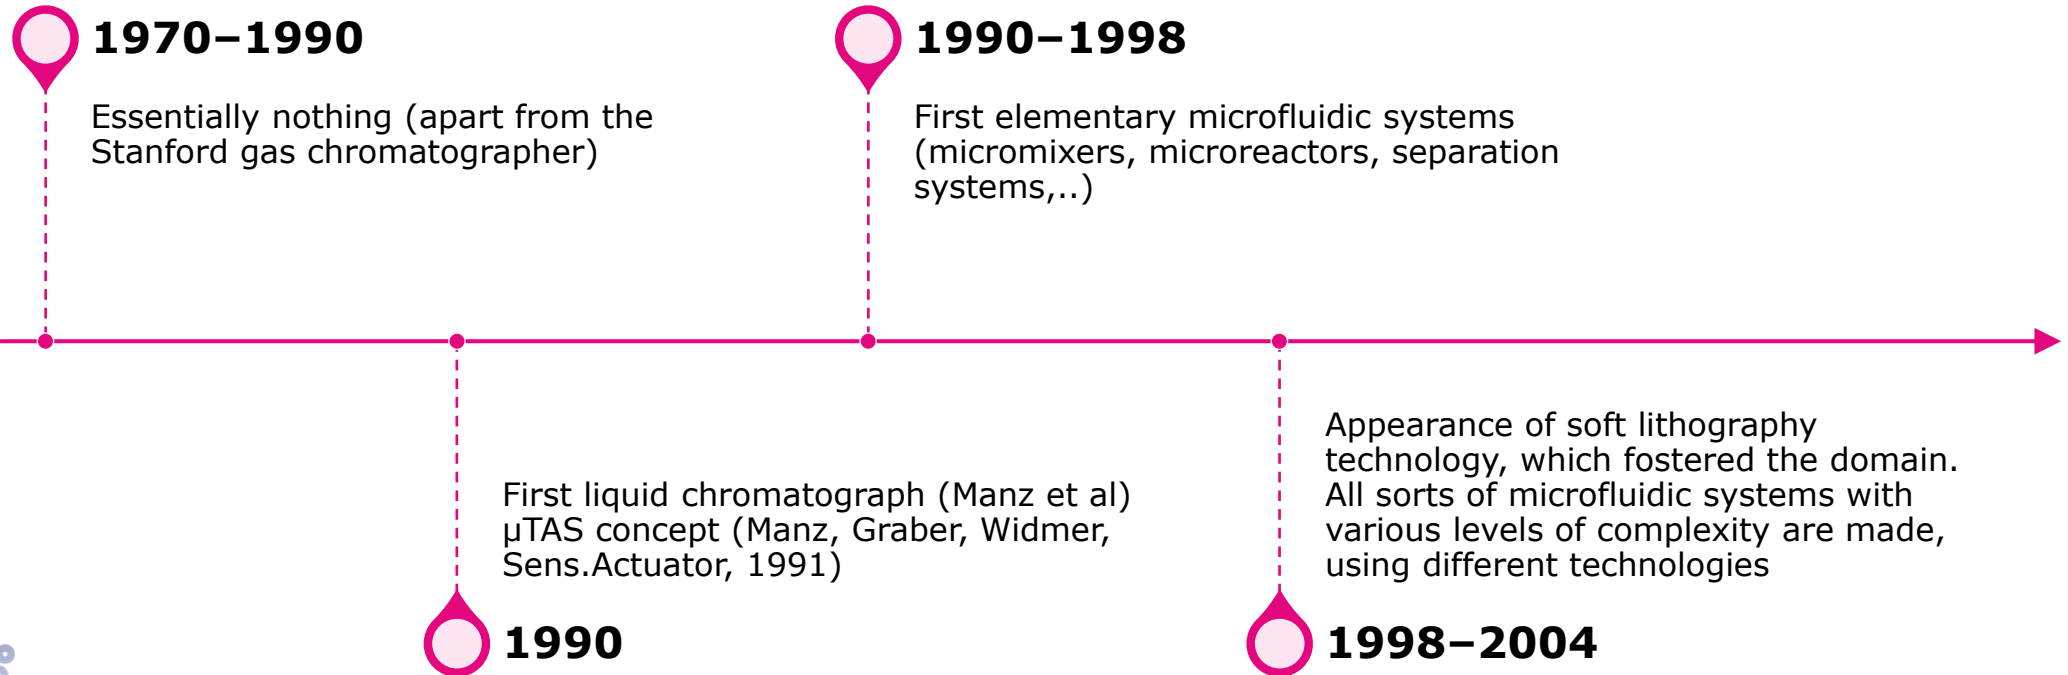 1970–1990
Essentially nothing (apart from the
Stanford gas chromatographer)
First liquid chromatograph (Manz et al)
µTAS concept (Manz, Graber, Widmer,
Sens.Actuator, 1991)
1990
1990–1998
First elementary microfluidic systems
(micromixers, microreactors, separation
systems,..)
Appearance of soft lithography
technology, which fostered the domain.
All sorts of microfluidic systems with
various levels of complexity are made,
using different technologies
1998–2004